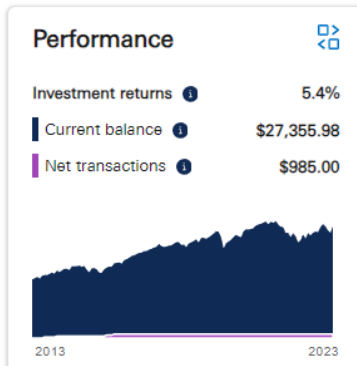 Performance
Investment returns 5.4%
Current balance $27,355.98
Net transactions $985.00
2013 2023